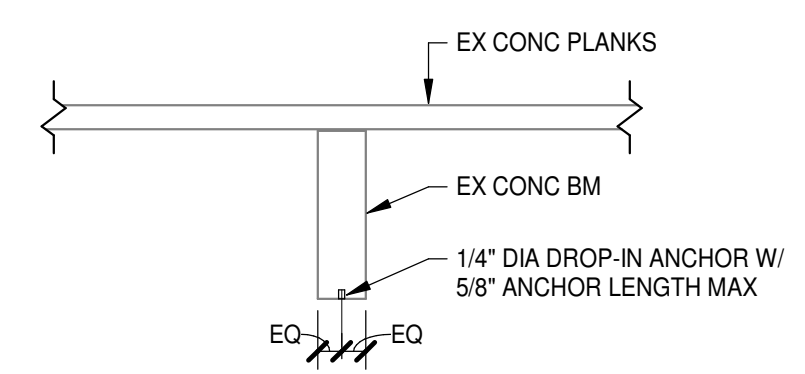 EX CONC PLANKS
EX CONC BM
1/4" DIA DROP-IN ANCHOR W/
5/8" ANCHOR LENGTH MAX
EQ
EQ